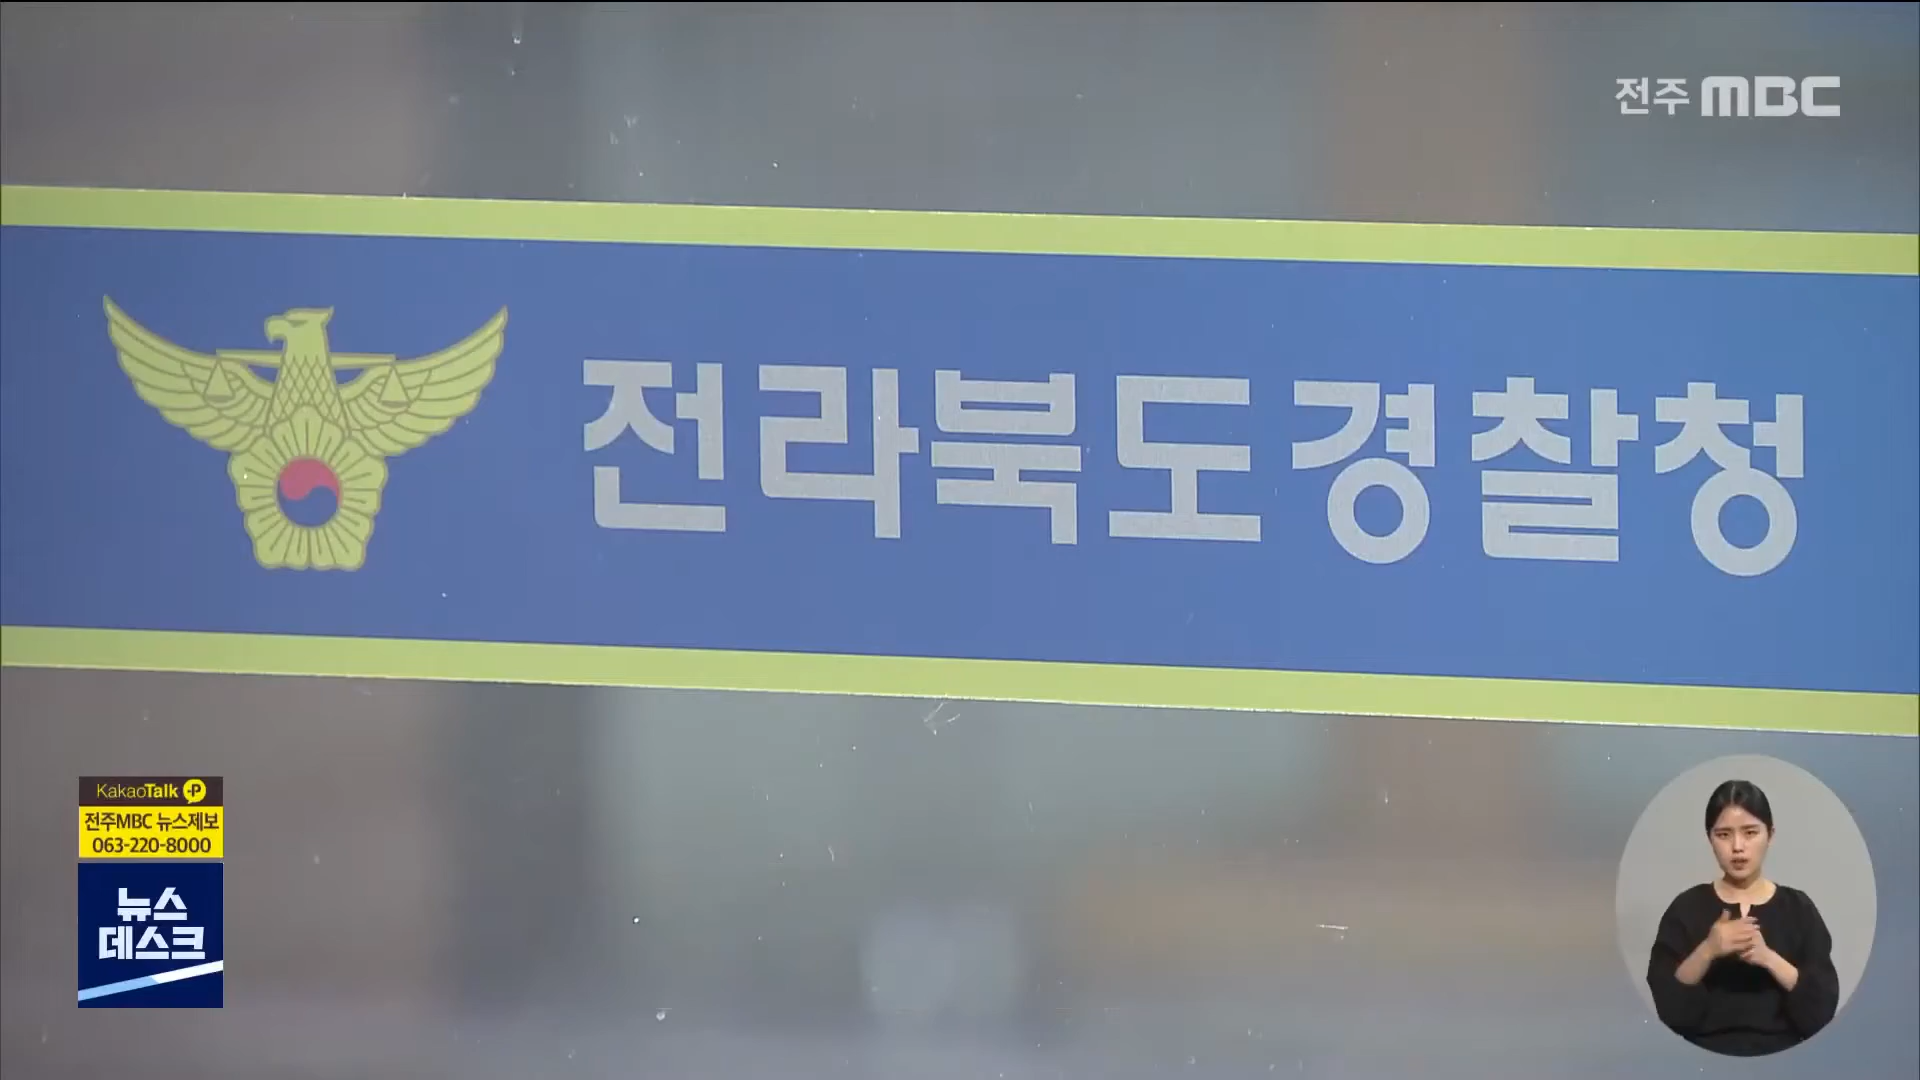 전주 MBC
전라북도경찰청
KakaoTalk P
전주MBC 뉴스제보
063-220-8000
뉴스
데스크